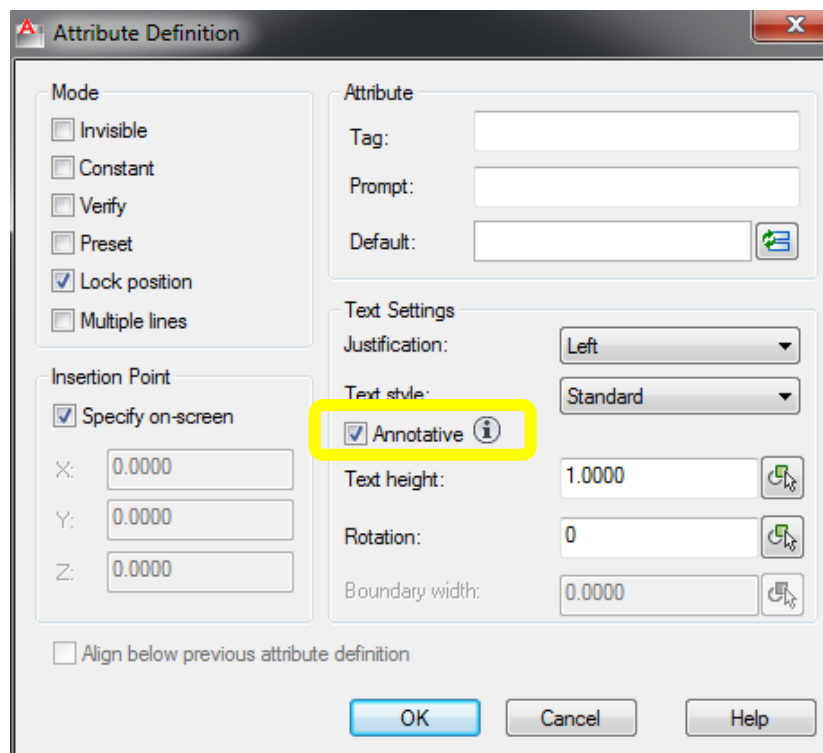 Attribute Definition
Mode
Invisible
Constant
Verify
Preset
Lock position
Multiple lines
Insertion Point
Specify on-screen
X: 0.0000
Y: 0.0000
Z: 0.0000
Attribute
Tag:
Prompt:
Default:
Text Settings
Justification: Left
Text style: Standard
Annotative
Text height: 1.0000
Rotation: 0
Boundary width: 0.0000
Align below previous attribute definition
OK Cancel Help